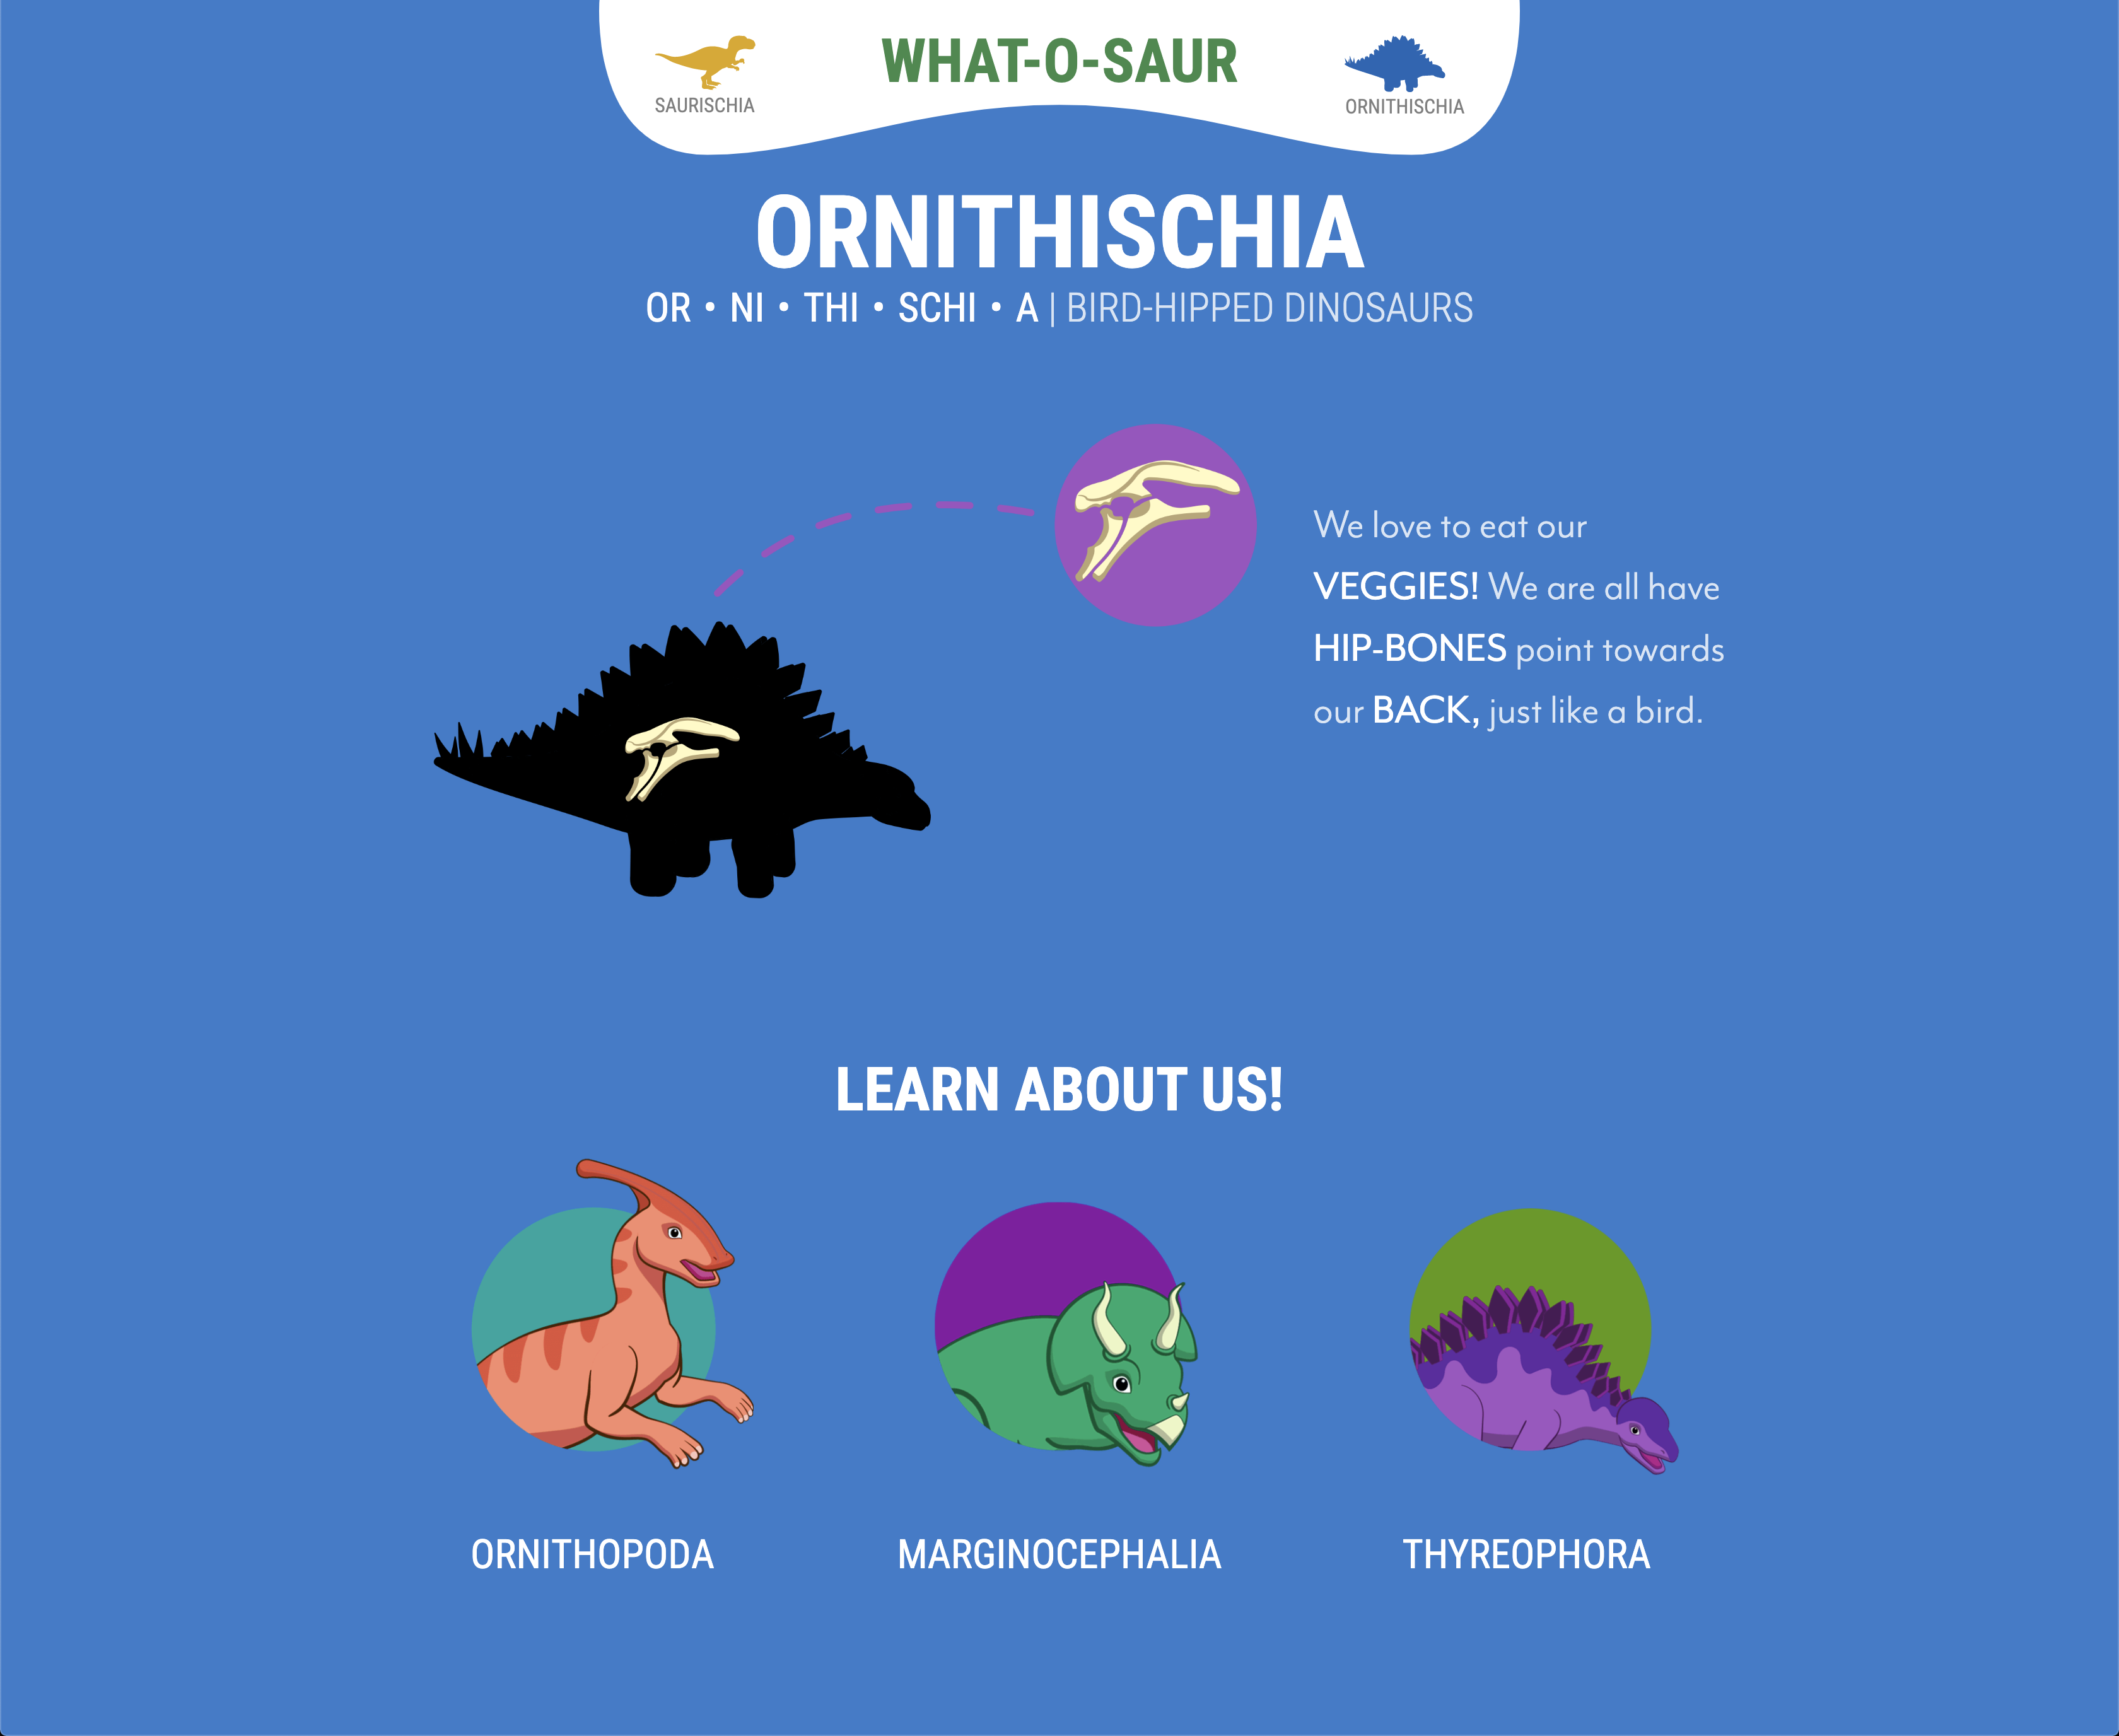 WHAT-O-SAUR
SAURISCHIA
ORNITHISCHIA
ORNITHISCHIA
OR • NI • THI • SCHI • A | BIRD-HIPPED DINOSAURS
We love to eat our
VEGGIES! We are all have
HIP-BONES point towards
our BACK, just like a bird.
LEARN ABOUT US!
ORNITHOPODA
MARGINOCEPHALIA
THYREOPHORA